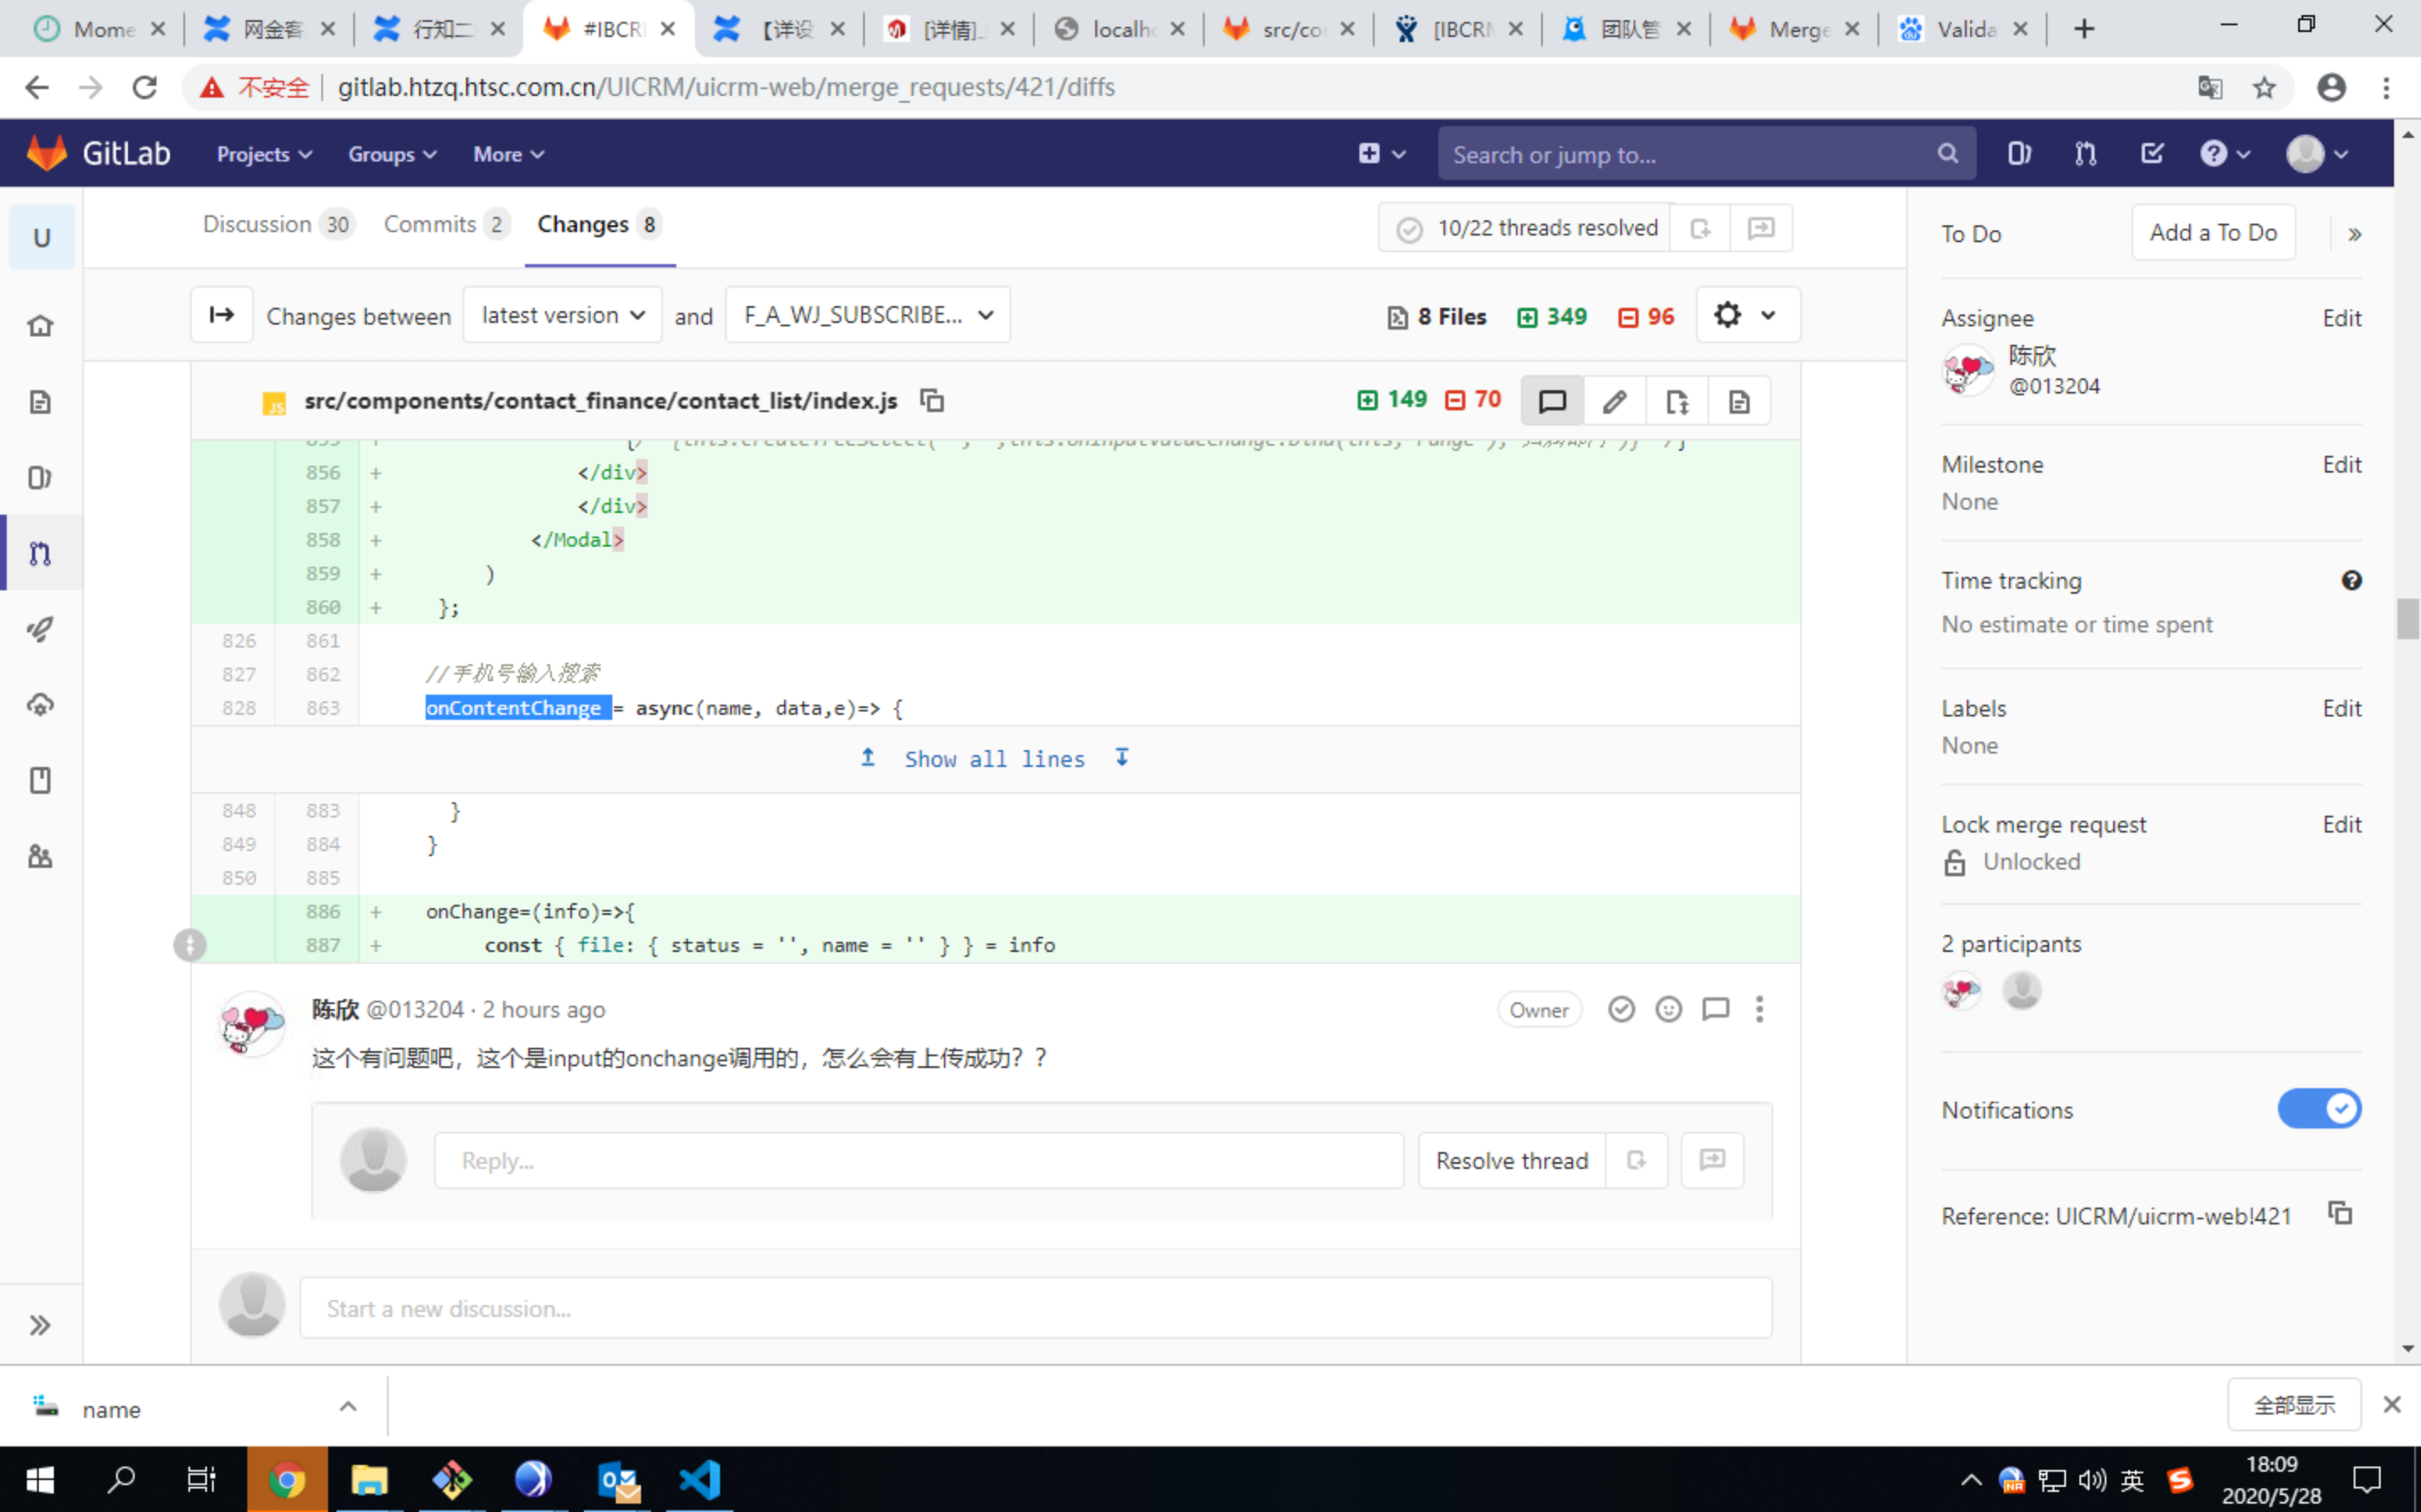 Mome
网金客
行知二
#IBCR
【详设
[详情]
localh
src/co
[IBCR
团队管
Merge
Valida
不安全
gitlab.htzq.htsc.com.cn/UICRM/uicrm-web/merge_requests/421/diffs
GitLab
Projects
Groups
More
Search or jump to...
U
Discussion 30
Commits 2
Changes 8
10/22 threads resolved
To Do
Add a To Do
Changes between latest version and F_A_WJ_SUBSCRIBE...
8 Files 349 96
src/components/contact_finance/contact_list/index.js
149 70
856 + </div>
857 + </div>
858 + </Modal>
859 + )
860 + };
826 861
827 862 //手机号输入搜索
828 863 onContentChange = async(name, data,e)=> {
Show all lines
848 883 }
849 884 }
850 885
886 + onChange=(info)=>{
887 + const { file: { status = '', name = '' } } = info
陈欣 @013204 · 2 hours ago
Owner
这个有问题吧，这个是input的onchange调用的，怎么会有上传成功？？
Reply...
Resolve thread
Start a new discussion...
Assignee Edit
陈欣
@013204
Milestone Edit
None
Time tracking
No estimate or time spent
Labels Edit
None
Lock merge request Edit
Unlocked
2 participants
Notifications
Reference: UICRM/uicrm-web!421
name
全部显示
英
18:09
2020/5/28